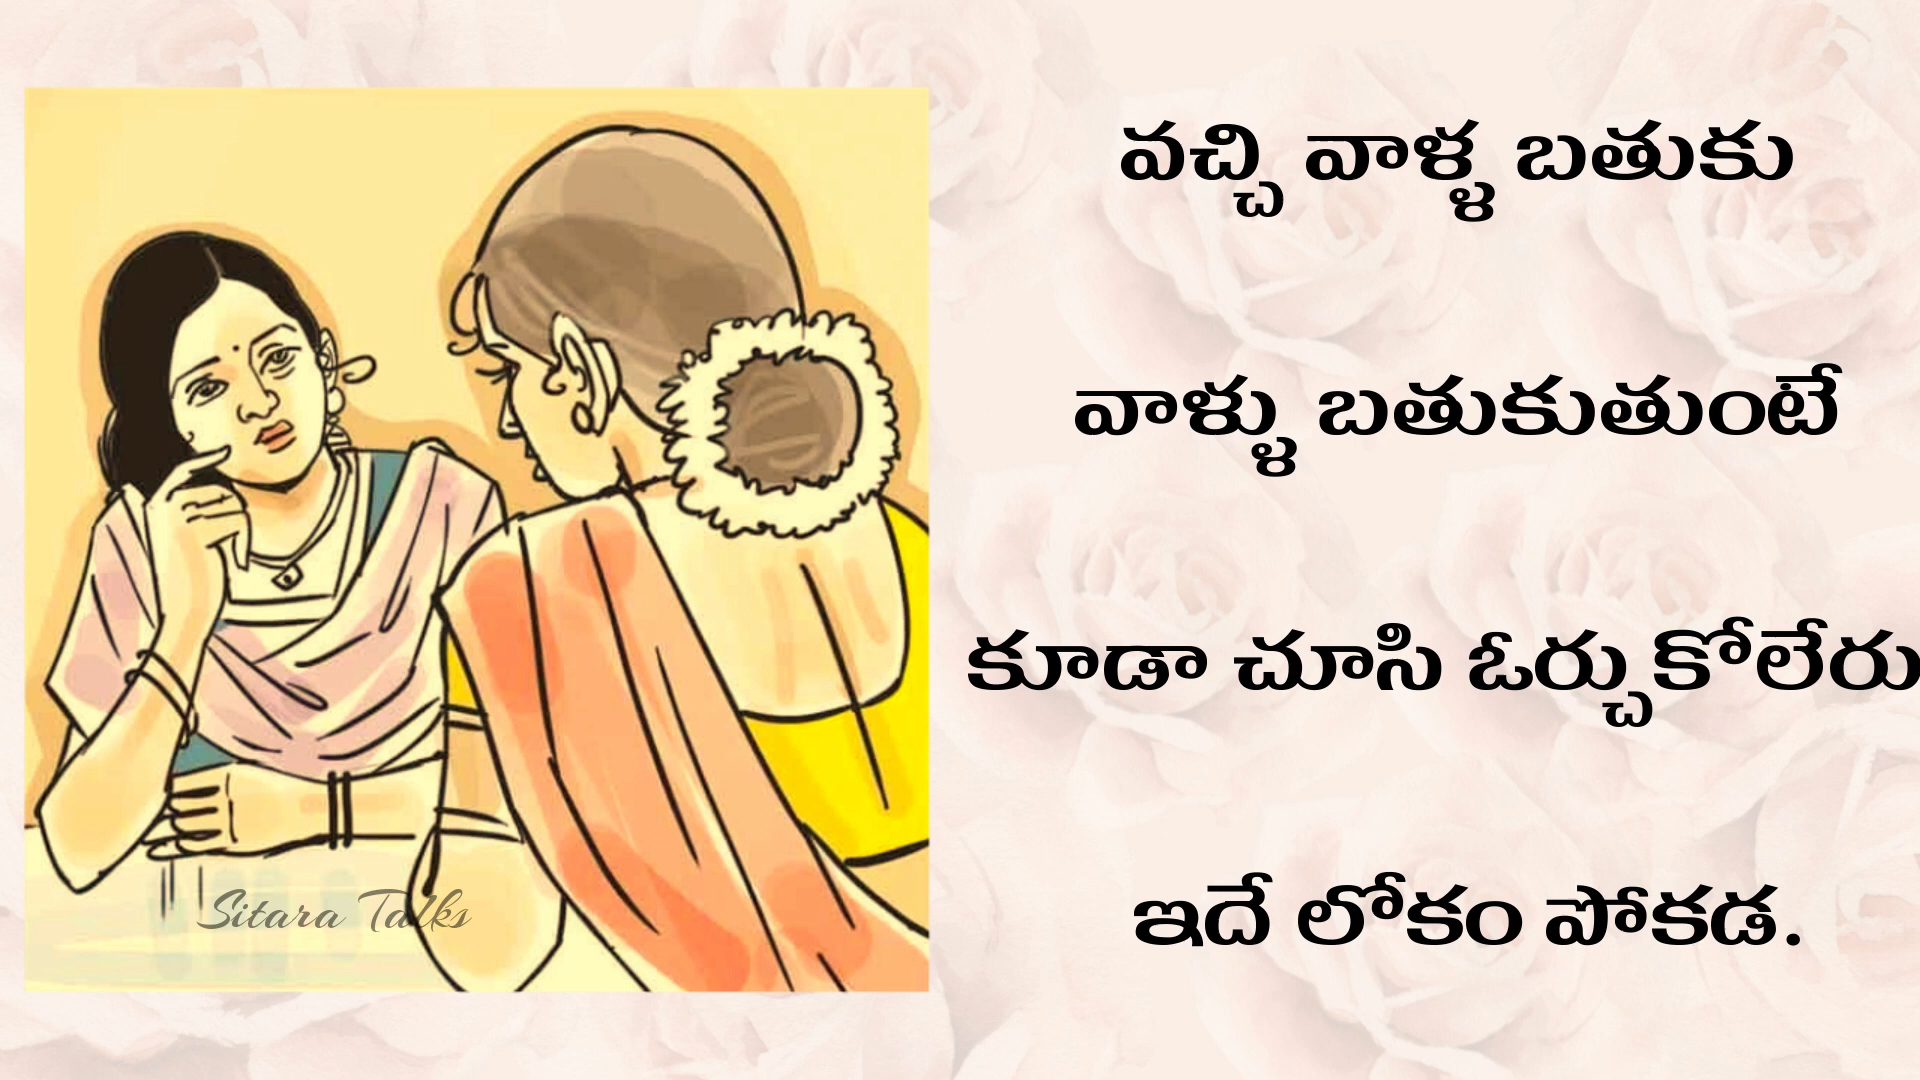 వచ్చి వాళ్ళ బతుకు
వాళ్ళు బతుకుతుంటే
కూడా చూసి ఓర్చుకోలేరు
ఇదే లోకం పోకడ.
Sitara Talks